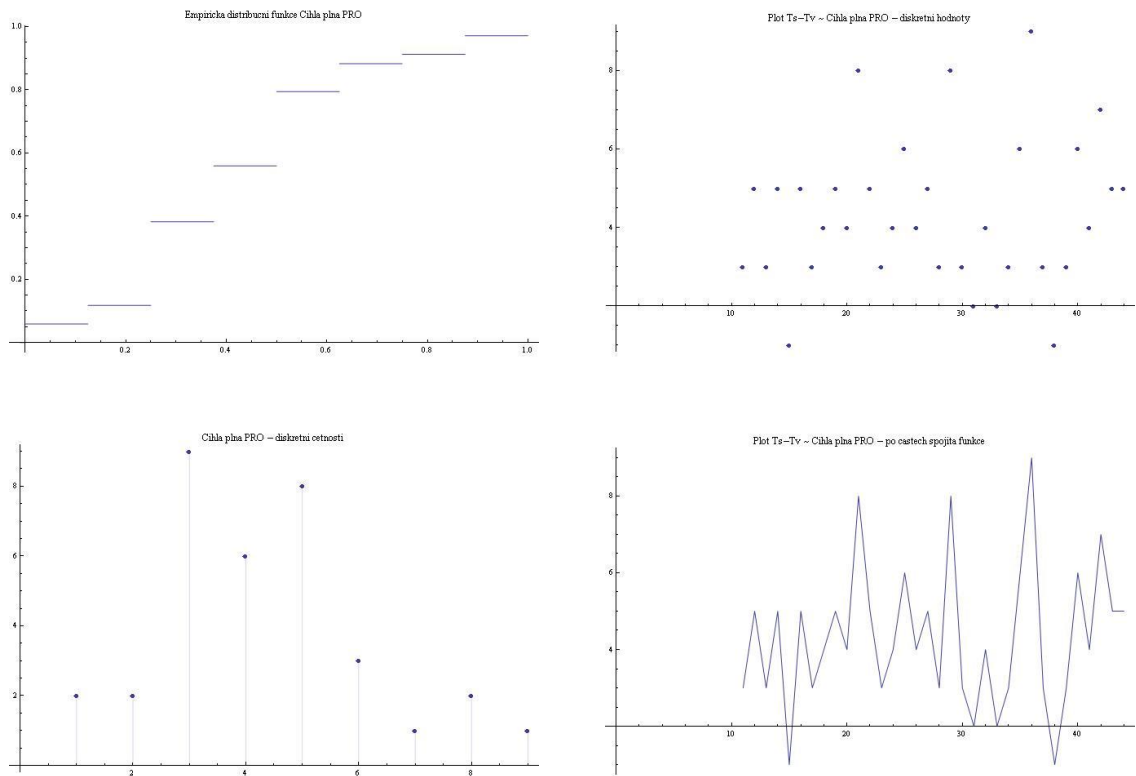 Empiricka distribucni funkce Cihla plna PRO
1.0
0.8
0.6
0.4
0.2
0.2 0.4 0.6 0.8 1.0
Plot Ts−Tv ~ Cihla plna PRO − diskretni hodnoty
8
6
4
10 20 30 40
Cihla plna PRO − diskretni cetnosti
8
6
4
2
2 4 6 8
Plot Ts−Tv ~ Cihla plna PRO − po castech spojita funkce
8
6
4
10 20 30 40